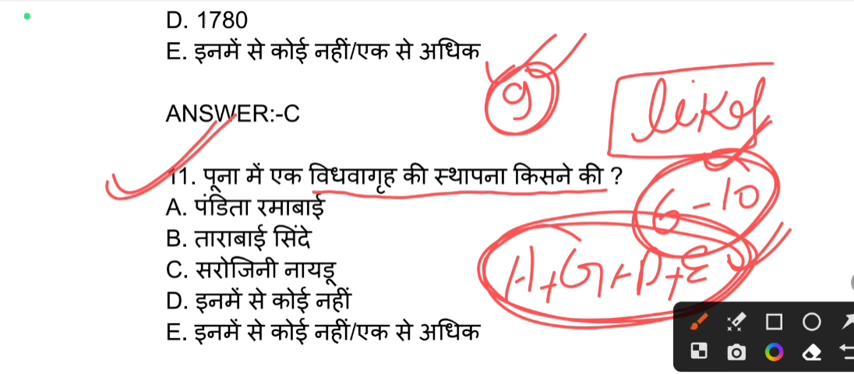 D. 1780
E. इनमें से कोई नहीं/एक से अधिक
9
ANSWER:-C
like
11. पूना में एक विधवागृह की स्थापना किसने की ?
6-10
A. पंडिता रमाबाई
B. ताराबाई सिंदे
C. सरोजिनी नायडू
A+G+D+E
D. इनमें से कोई नहीं
E. इनमें से कोई नहीं/एक से अधिक